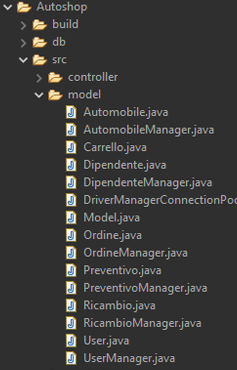 Autoshop
build
db
src
controller
model
Automobile.java
AutomobileManager.java
Carrello.java
Dipendente.java
DipendenteManager.java
DriverManagerConnectionPoo
Model.java
Ordine.java
OrdineManager.java
Preventivo.java
PreventivoManager.java
Ricambio.java
RicambioManager.java
User.java
UserManager.java